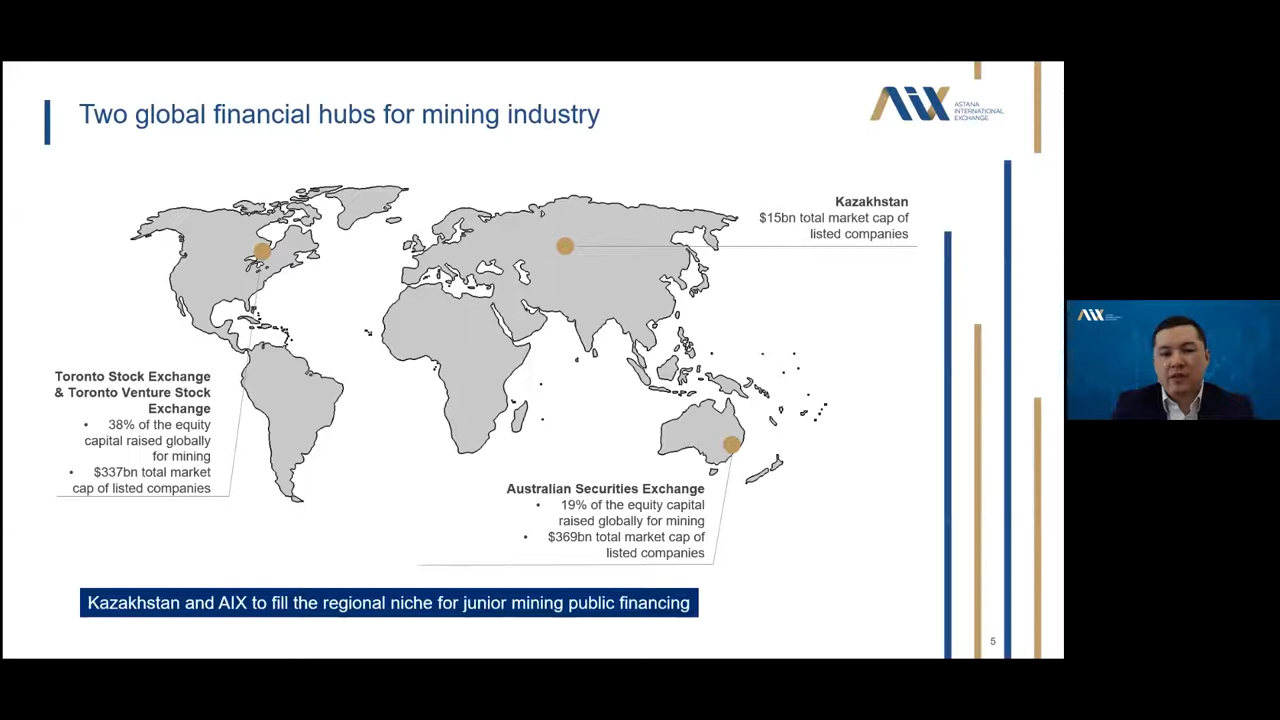 Two global financial hubs for mining industry
AIX
ASTANA
INTERNATIONAL
EXCHANGE
Kazakhstan
$15bn total market cap of
listed companies
Toronto Stock Exchange
& Toronto Venture Stock
Exchange
• 38% of the equity
capital raised globally
for mining
• $337bn total market
cap of listed companies
Australian Securities Exchange
• 19% of the equity capital
raised globally for mining
• $369bn total market cap of
listed companies
Kazakhstan and AIX to fill the regional niche for junior mining public financing
5
AIX